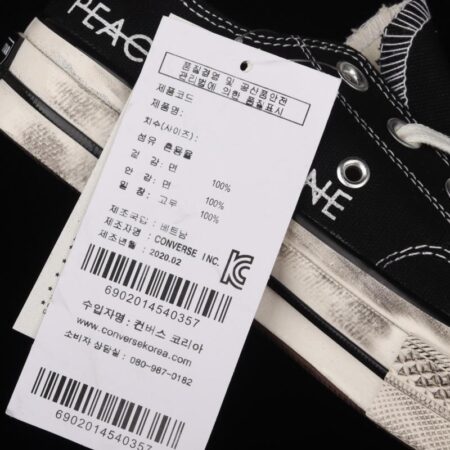 PEACE
품질경영 및 공산품안전
관리법에 의한 품질표시
제품코드
제품명:
치수(사이즈):
섬유 혼용율
겉 감: 면 100%
안 감: 면 100%
밑 창: 고무 100%
제조국명: 베트남
제조자명: CONVERSE INC.
제조년월: 2020.02
6902014540357
수입자명: 컨버스 코리아
www.conversekorea.com
소비자 상담실: 080-987-0182
6902014540357